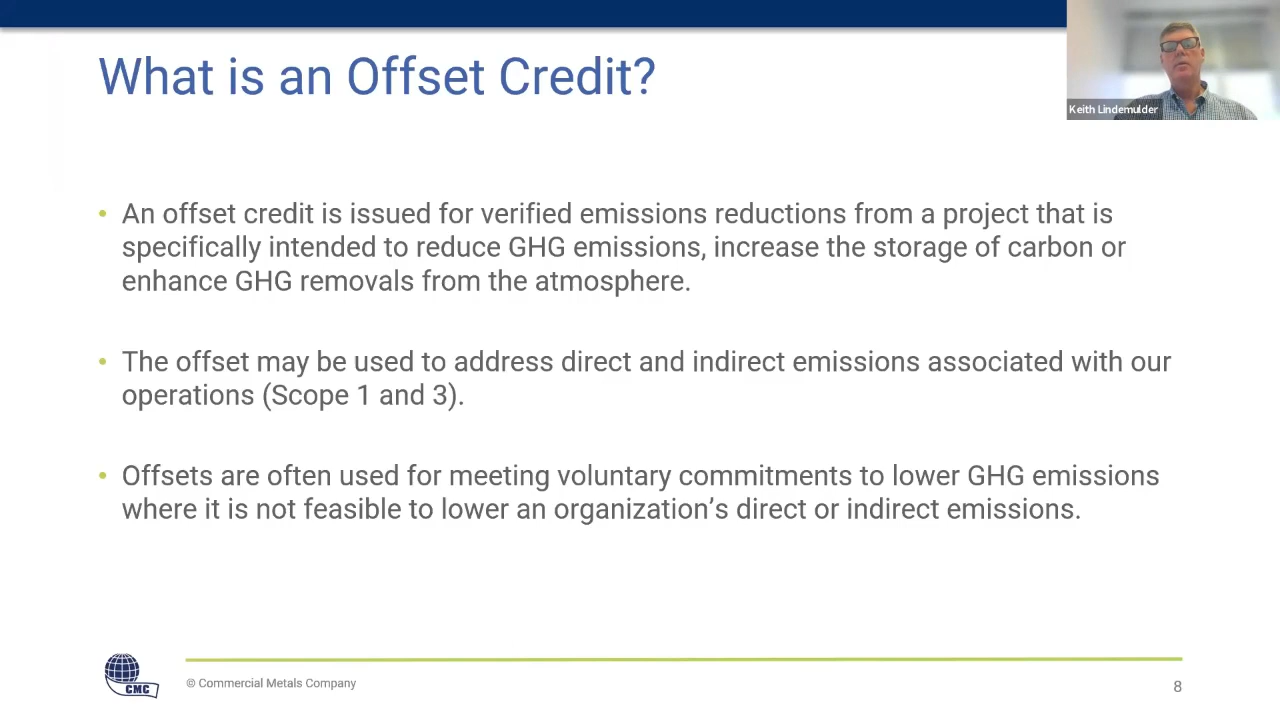 What is an Offset Credit?
Keith Lindemulder
• An offset credit is issued for verified emissions reductions from a project that is
specifically intended to reduce GHG emissions, increase the storage of carbon or
enhance GHG removals from the atmosphere.
• The offset may be used to address direct and indirect emissions associated with our
operations (Scope 1 and 3).
• Offsets are often used for meeting voluntary commitments to lower GHG emissions
where it is not feasible to lower an organization’s direct or indirect emissions.
CMC
© Commercial Metals Company
8